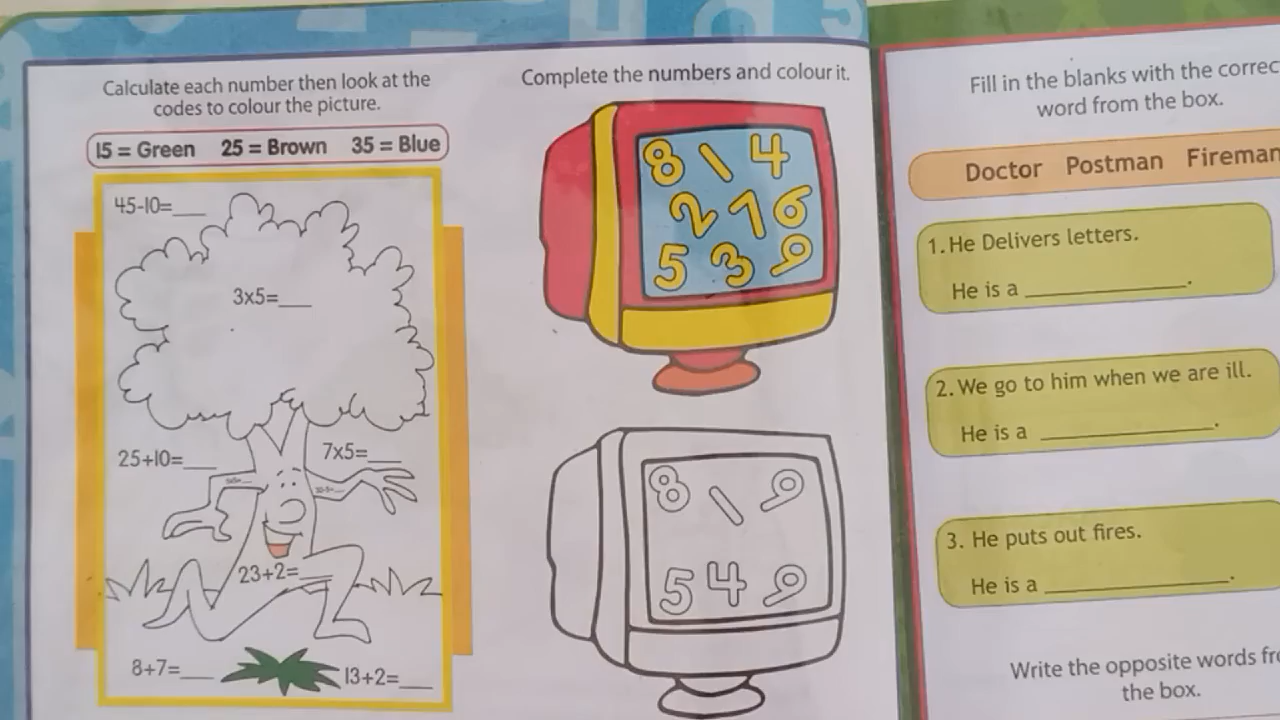 Calculate each number then look at the
codes to colour the picture.
15 = Green 25 = Brown 35 = Blue
45-10=___
3x5=___
25+10=___
7x5=___
23+2=___
8+7=___
13+2=___
Complete the numbers and colour it.
8 1 4
2 7 6
5 3 9
8 1 9
5 4 9
Fill in the blanks with the correc
word from the box.
Doctor Postman Fireman
1. He Delivers letters.
He is a ____________.
2. We go to him when we are ill.
He is a ____________.
3. He puts out fires.
He is a ____________.
Write the opposite words fr
the box.